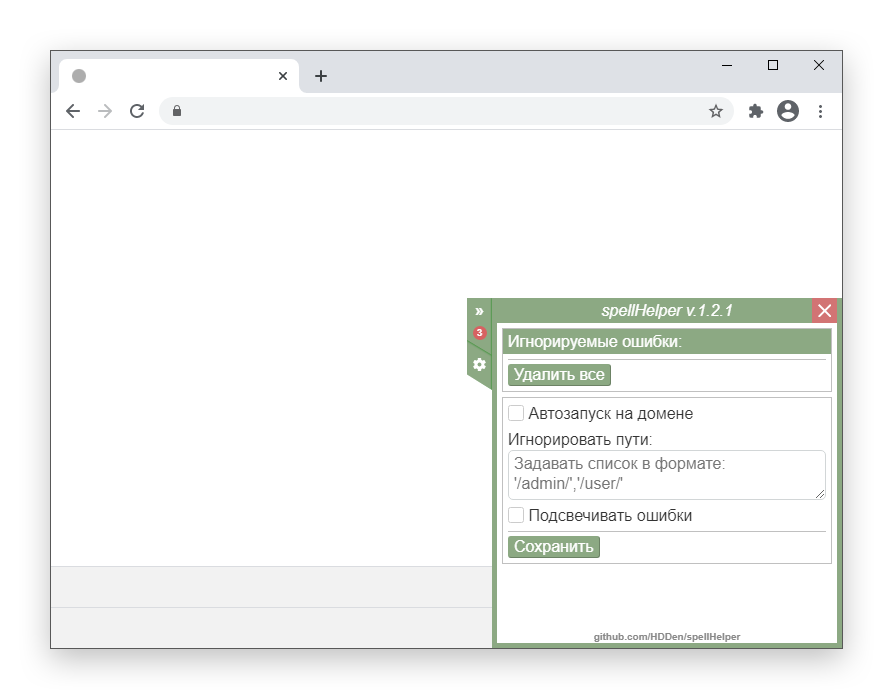 spellHelper v.1.2.1
»
3
Игнорируемые ошибки:
Удалить все
Автозапуск на домене
Игнорировать пути:
Задавать список в формате:
'/admin/','/user/'
Подсвечивать ошибки
Сохранить
github.com/HDDen/spellHelper